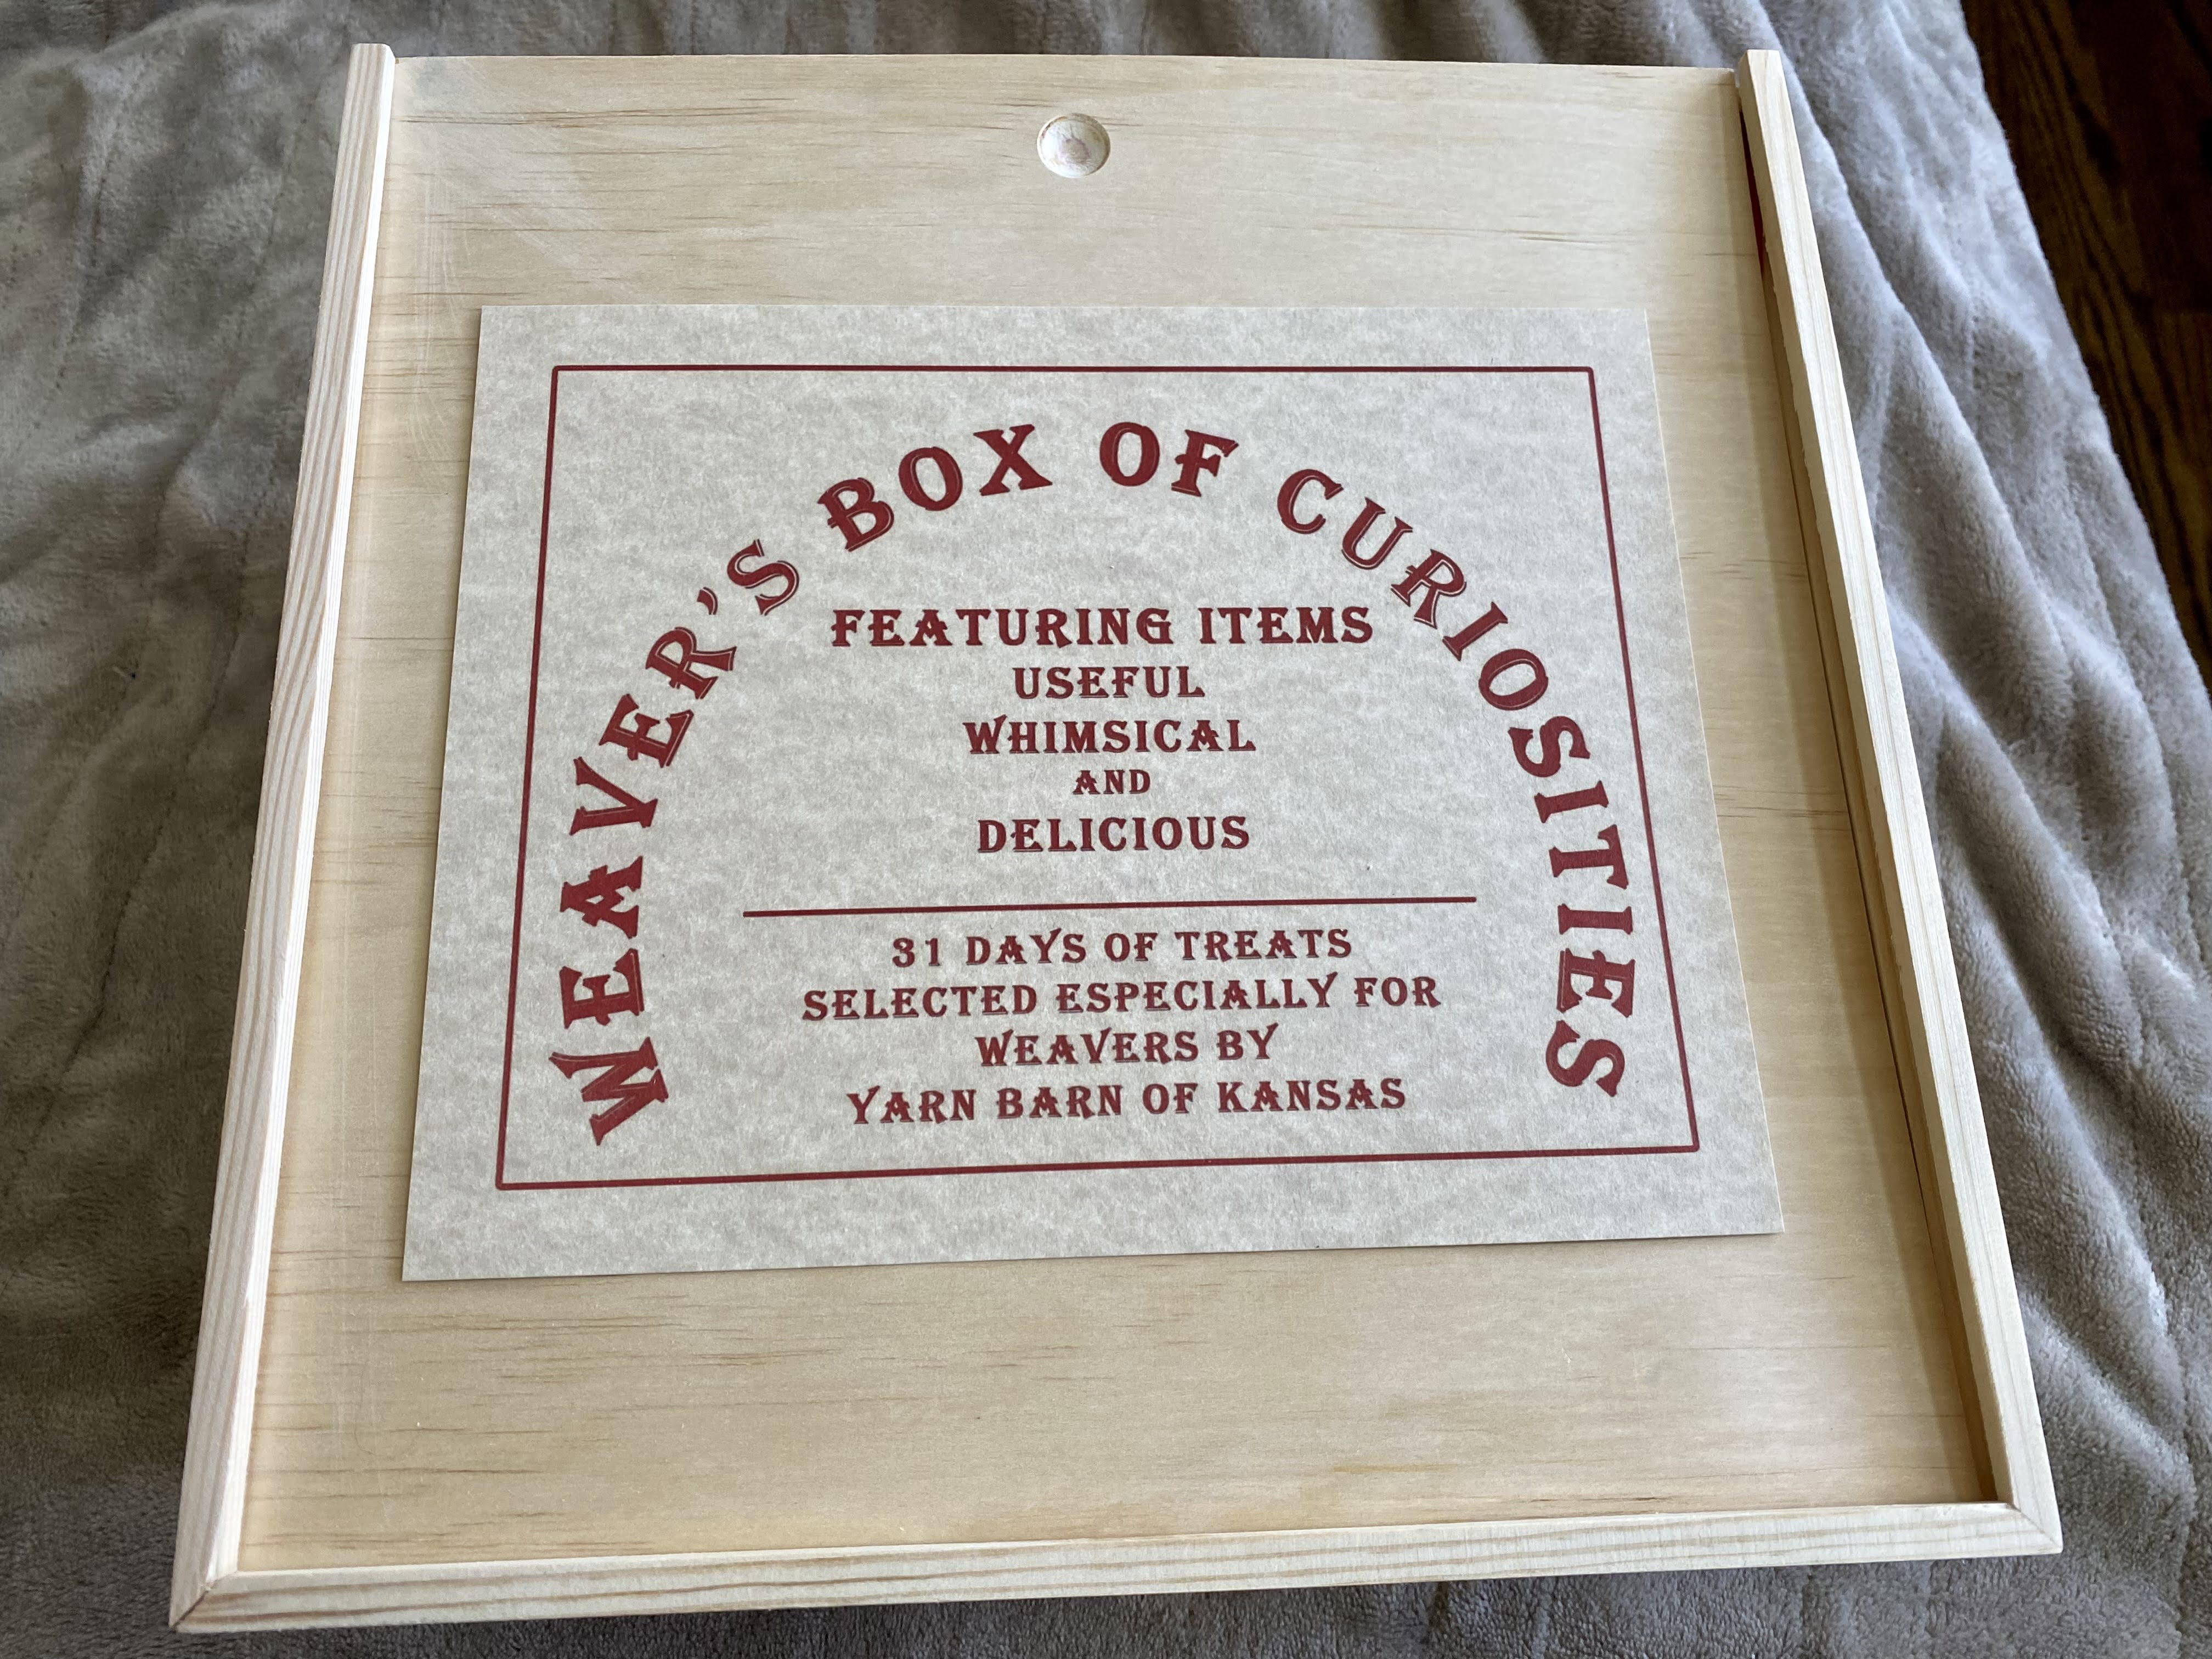 WEAVER'S BOX OF CURIOSITIES
FEATURING ITEMS
USEFUL
WHIMSICAL
AND
DELICIOUS
31 DAYS OF TREATS
SELECTED ESPECIALLY FOR
WEAVERS BY
YARN BARN OF KANSAS